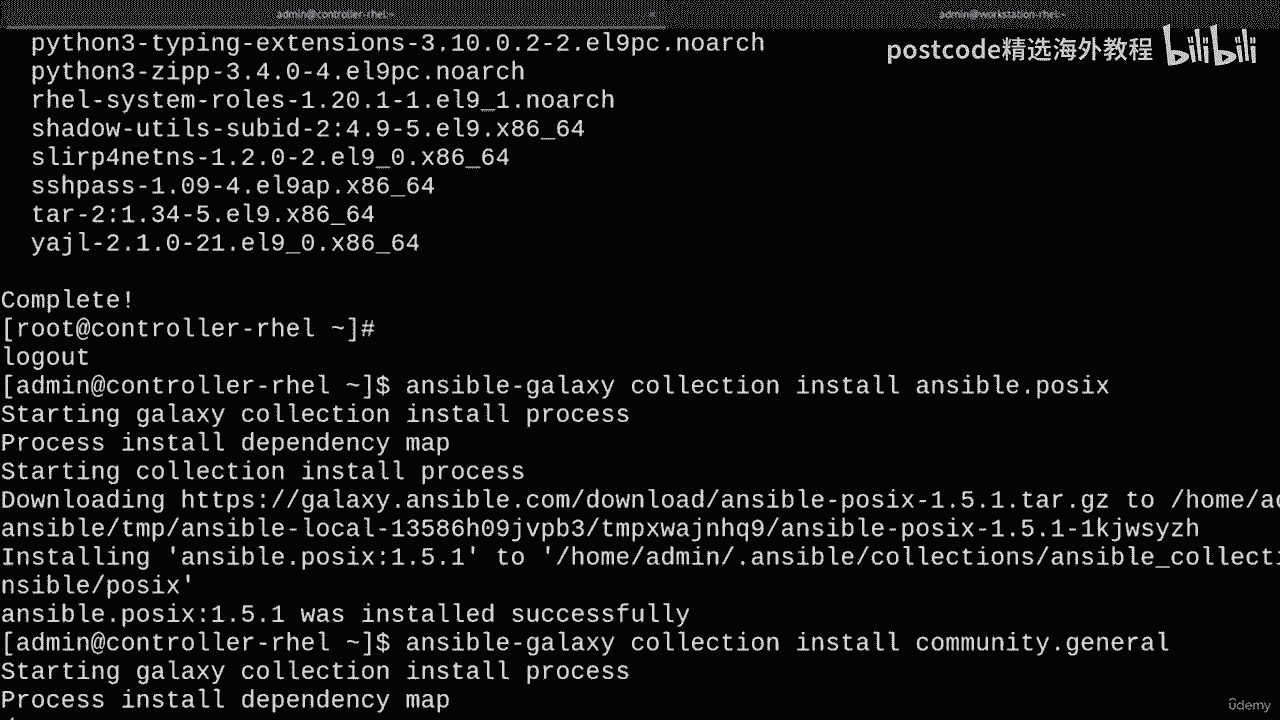 admin@controller-rhel:~ × admin@workstation-rhel:~
python3-typing-extensions-3.10.0.2-2.el9pc.noarch
postcode精选海外教程 bilibili
python3-zipp-3.4.0-4.el9pc.noarch
rhel-system-roles-1.20.1-1.el9_1.noarch
shadow-utils-subid-2:4.9-5.el9.x86_64
slirp4netns-1.2.0-2.el9_0.x86_64
sshpass-1.09-4.el9ap.x86_64
tar-2:1.34-5.el9.x86_64
yajl-2.1.0-21.el9_0.x86_64
Complete!
[root@controller-rhel ~]#
logout
[admin@controller-rhel ~]$ ansible-galaxy collection install ansible.posix
Starting galaxy collection install process
Process install dependency map
Starting collection install process
Downloading https://galaxy.ansible.com/download/ansible-posix-1.5.1.tar.gz to /home/ad
ansible/tmp/ansible-local-13586h09jvpb3/tmpxwajnhq9/ansible-posix-1.5.1-1kjwsyzh
Installing 'ansible.posix:1.5.1' to '/home/admin/.ansible/collections/ansible_collecti
nsible/posix'
ansible.posix:1.5.1 was installed successfully
[admin@controller-rhel ~]$ ansible-galaxy collection install community.general
Starting galaxy collection install process
Process install dependency map
udemy